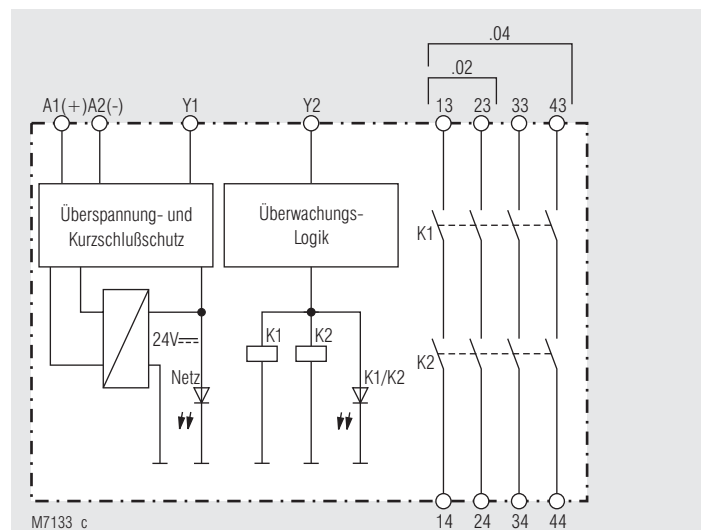 .04
.02
A1(+)A2(-) Y1 Y2 13 23 33 43
Überspannung- und
Kurzschlußschutz
Überwachungs-
Logik
K1
24V
K1 K2
K2
Netz
K1/K2
M7133_c
14 24 34 44